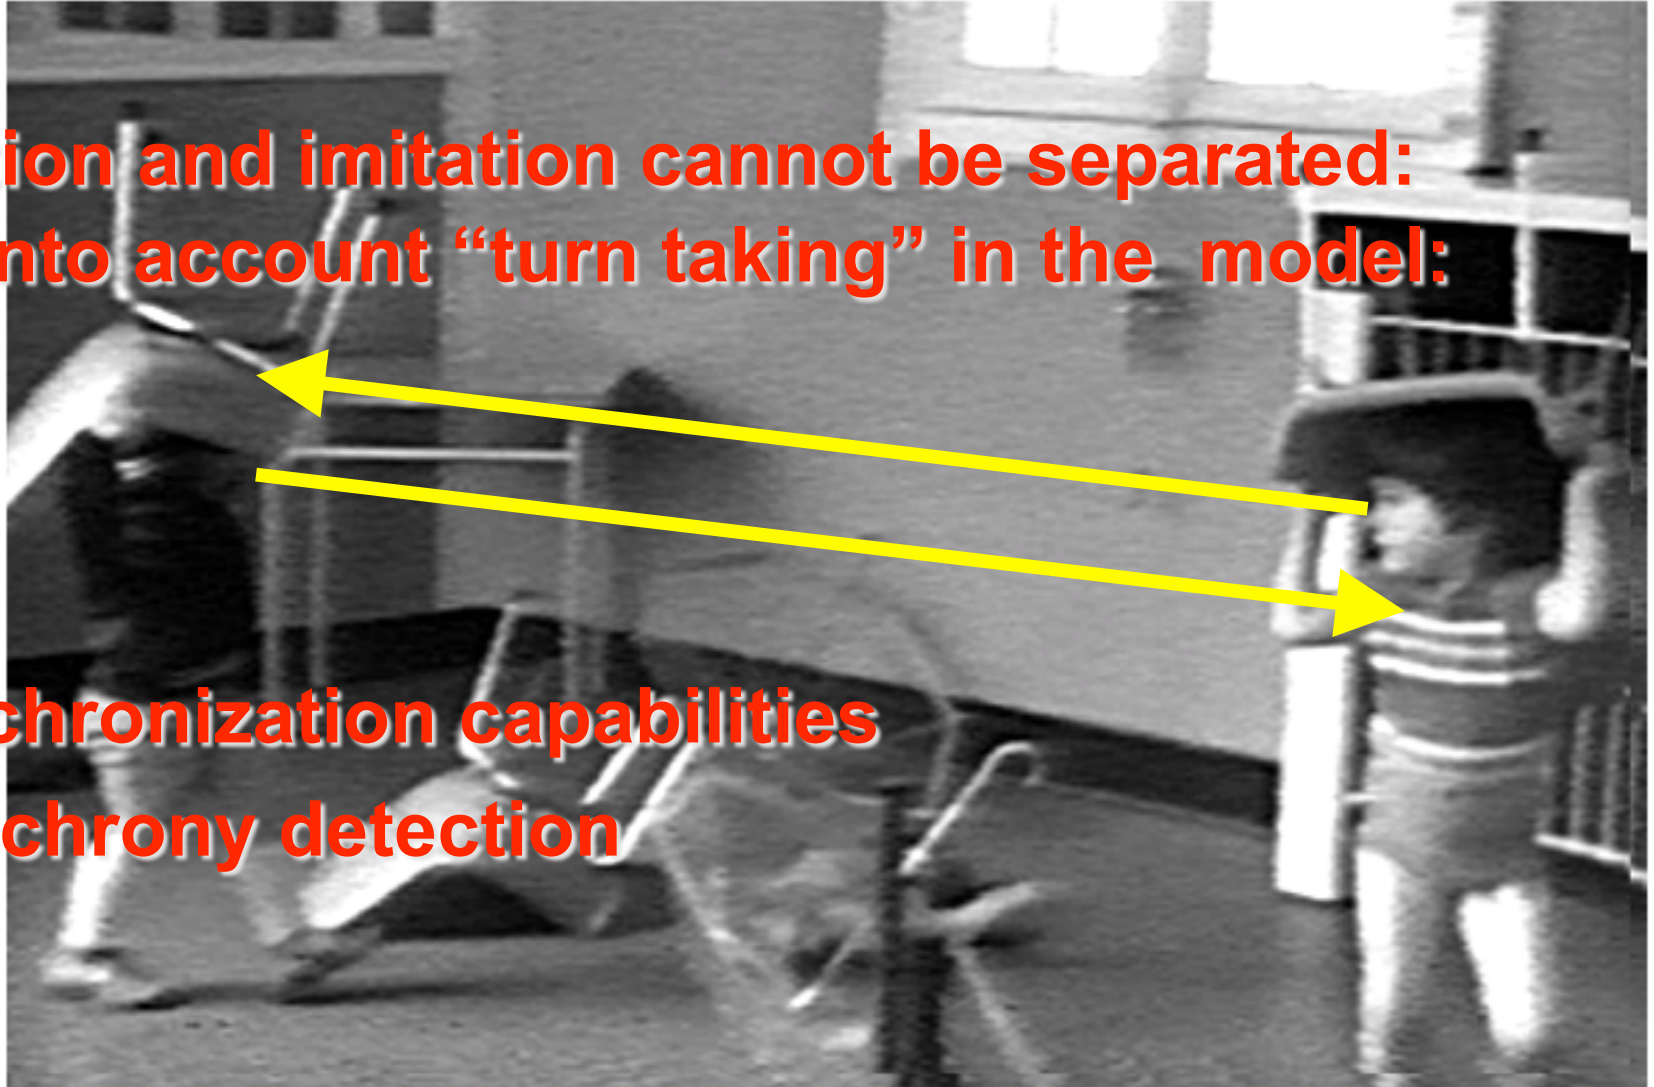 ion and imitation cannot be separated:
nto account “turn taking” in the  model:
chronization capabilities
chrony detection